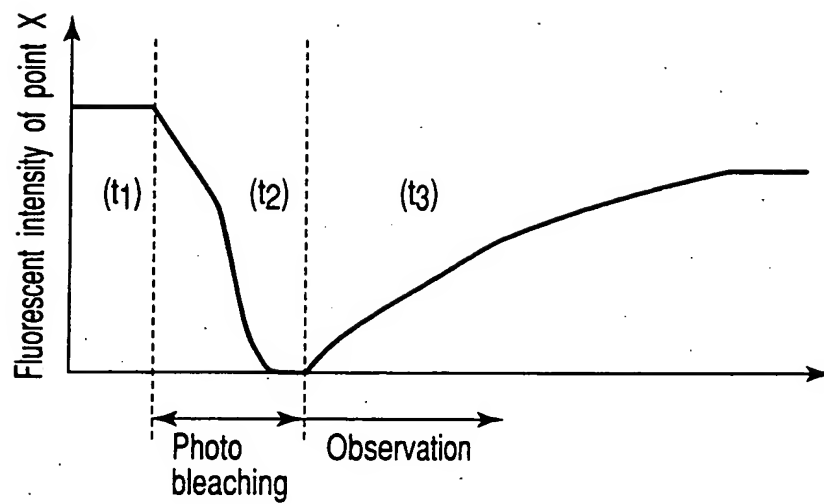 Fluorescent intensity of point X
(t1)
(t2)
(t3)
Photo
bleaching
Observation